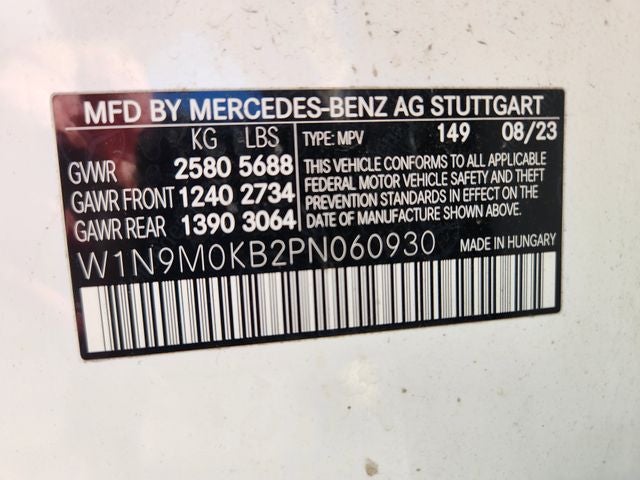 MFD BY MERCEDES-BENZ AG STUTTGART
KG LBS TYPE: MPV 149 08/23
GVWR 2580 5688
GAWR FRONT 1240 2734
GAWR REAR 1390 3064
THIS VEHICLE CONFORMS TO ALL APPLICABLE
FEDERAL MOTOR VEHICLE SAFETY AND THEFT
PREVENTION STANDARDS IN EFFECT ON THE
DATE OF MANUFACTURE SHOWN ABOVE.
W1N9M0KB2PN060930 MADE IN HUNGARY